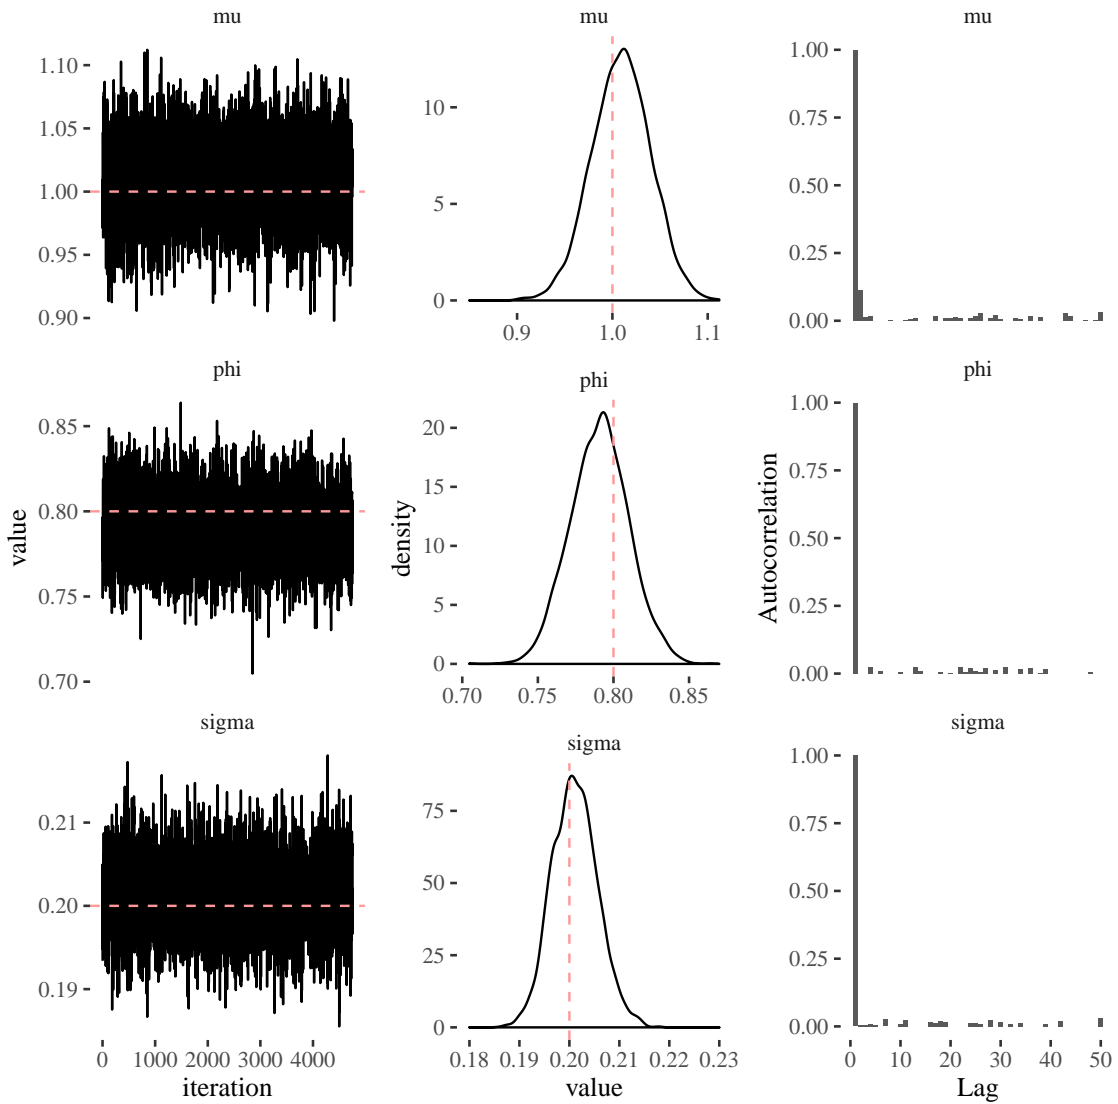 mu
mu
mu
1.10
1.05
1.00
0.95
0.90
10
5
0
0.9 1.0 1.1
1.00
0.75
0.50
0.25
0.00
phi
phi
phi
value
0.85
0.80
0.75
0.70
density
20
15
10
5
0
0.70 0.75 0.80 0.85
Autocorrelation
1.00
0.75
0.50
0.25
0.00
sigma
sigma
sigma
0.21
0.20
0.19
0 1000 2000 3000 4000
iteration
75
50
25
0
0.18 0.19 0.20 0.21 0.22 0.23
value
1.00
0.75
0.50
0.25
0.00
0 10 20 30 40 50
Lag